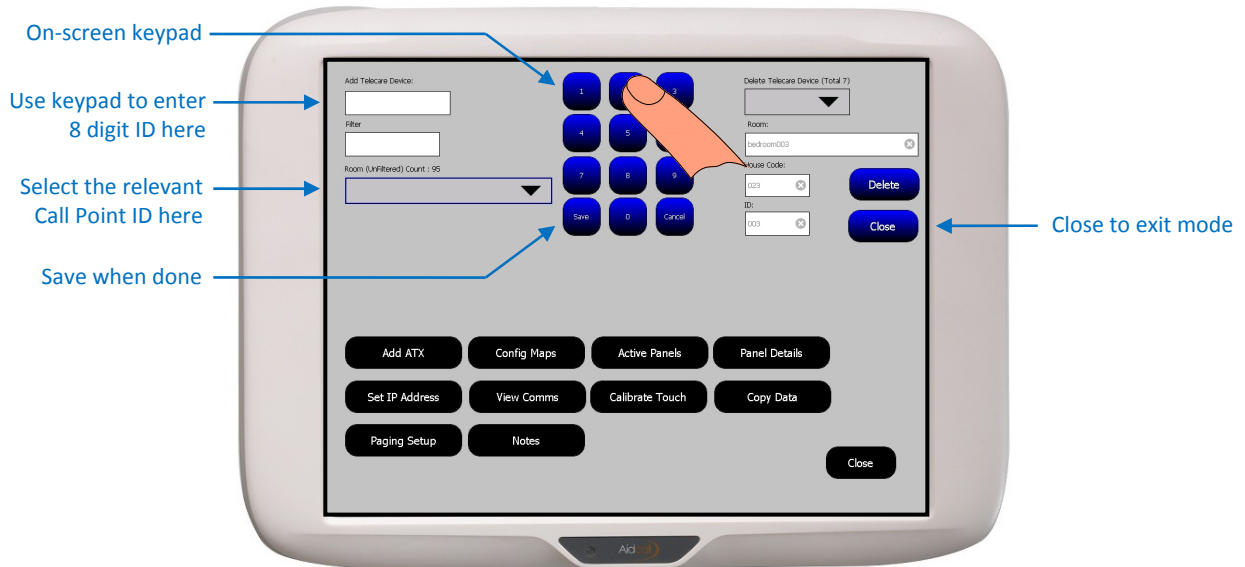 On-screen keypad
Use keypad to enter
8 digit ID here
Select the relevant
Call Point ID here
Save when done
Close to exit mode
Add Telecare Device:
Filter
Room (UnFiltered) Count : 95
1
3
4
5
7
8
9
Save
0
Cancel
Delete Telecare Device (Total 7)
Room:
bedroom003
House Code:
023
Delete
ID:
003
Close
Add ATX
Config Maps
Active Panels
Panel Details
Set IP Address
View Comms
Calibrate Touch
Copy Data
Paging Setup
Notes
Close
Aidcall